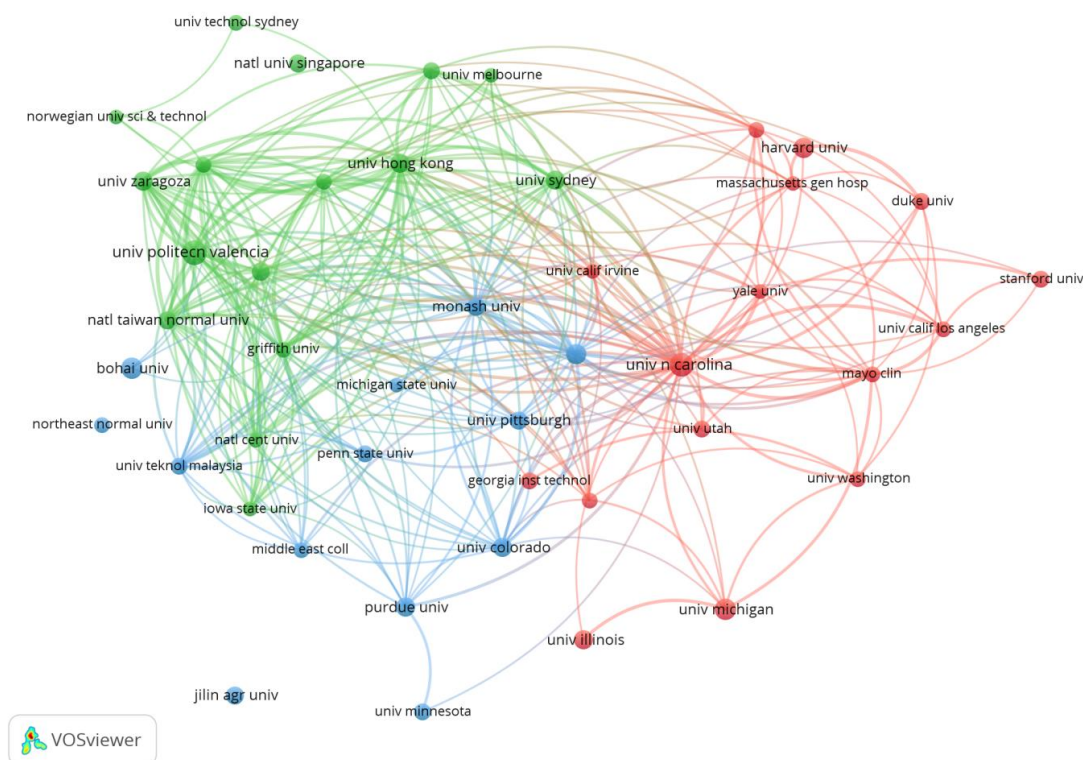 univ technol sydney
natl univ singapore
univ melbourne
norwegian univ sci & technol
harvard univ
univ hong kong
univ zaragoza
univ sydney
massachusetts gen hosp
duke univ
univ politecn valencia
univ calif irvine
stanford univ
yale univ
monash univ
natl taiwan normal univ
univ calif los angeles
griffith univ
bohai univ
univ n carolina
mayo clin
michigan state univ
univ pittsburgh
northeast normal univ
univ utah
natl cent univ
penn state univ
univ teknol malaysia
georgia inst technol
univ washington
iowa state univ
middle east coll
univ colorado
purdue univ
univ michigan
univ illinois
jilin agr univ
univ minnesota
VOSviewer